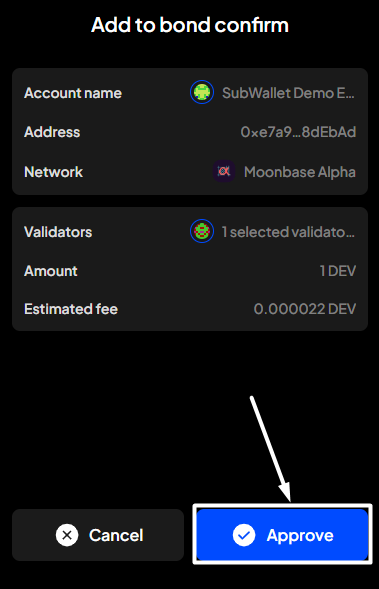 Add to bond confirm
Account name SubWallet Demo E...
Address 0xe7a9...8dEbAd
Network Moonbase Alpha
Validators 1 selected validato...
Amount 1 DEV
Estimated fee 0.000022 DEV
Cancel Approve